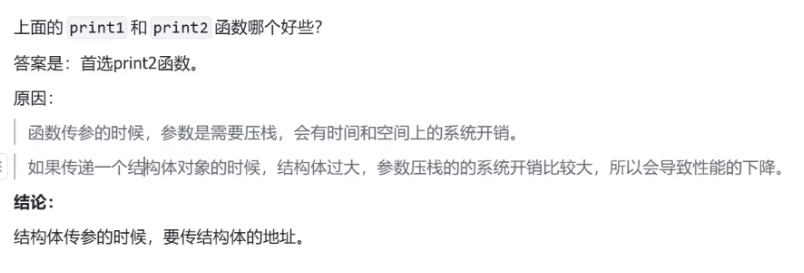 上面的 print1 和 print2 函数哪个好些？
答案是：首选print2函数。
原因：
函数传参的时候，参数是需要压栈，会有时间和空间上的系统开销。
如果传递一个结构体对象的时候，结构体过大，参数压栈的的系统开销比较大，所以会导致性能的下降。
结论：
结构体传参的时候，要传结构体的地址。